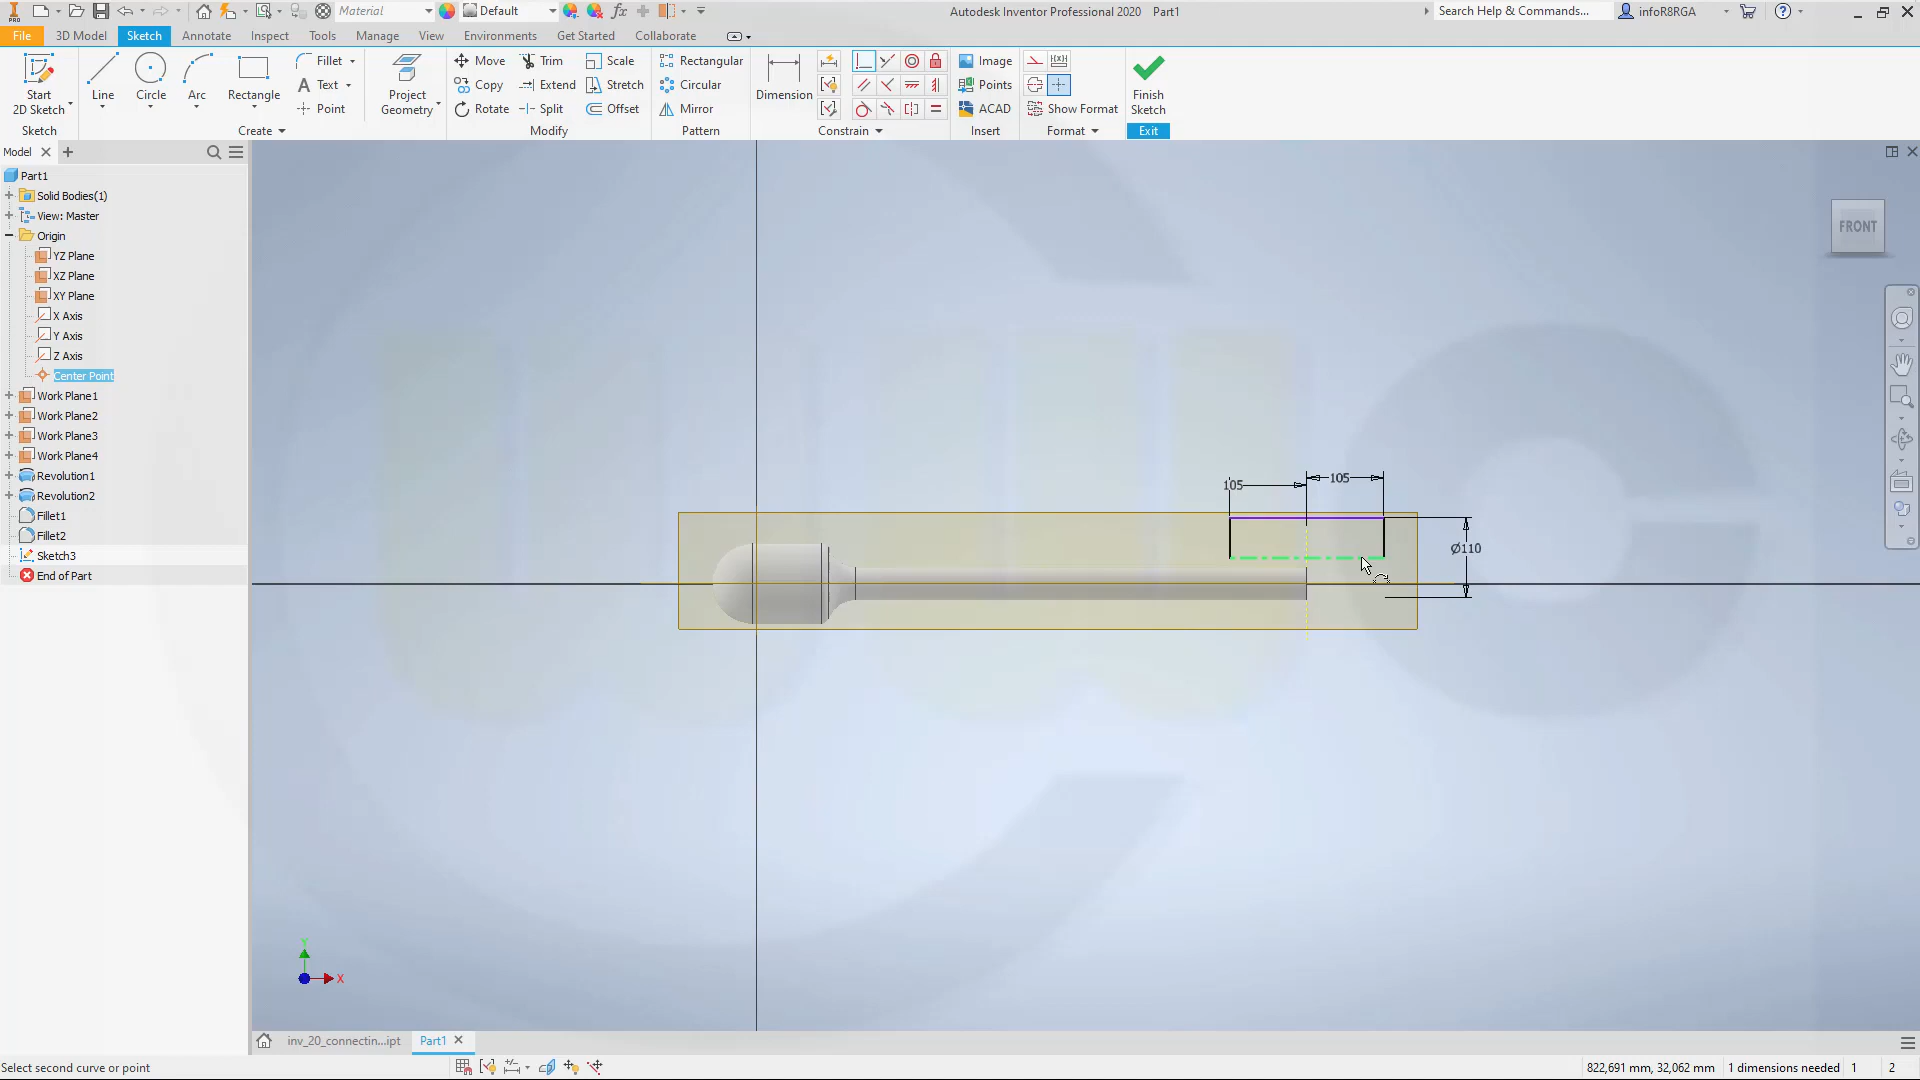 Material
Default
Autodesk Inventor Professional 2020 Part1
Search Help & Commands...
infoR8RGA
File 3D Model Sketch Annotate Inspect Tools Manage View Environments Get Started Collaborate
Start
2D Sketch
Line
Circle
Arc
Rectangle
Fillet
Text
Point
Project
Geometry
Move
Copy
Rotate
Trim
Extend
Split
Scale
Stretch
Offset
Rectangular
Circular
Mirror
Dimension
Image
Points
ACAD
Show Format
Finish
Sketch
Sketch Create Modify Pattern Constrain Insert Format Exit
Model
Part1
Solid Bodies(1)
View: Master
Origin
YZ Plane
XZ Plane
XY Plane
X Axis
Y Axis
Z Axis
Center Point
Work Plane1
Work Plane2
Work Plane3
Work Plane4
Revolution1
Revolution2
Fillet1
Fillet2
Sketch3
End of Part
FRONT
105
105
Ø110
Y
X
inv_20_connectin...ipt
Part1
Select second curve or point
822,691 mm, 32,062 mm
1 dimensions needed
1
2